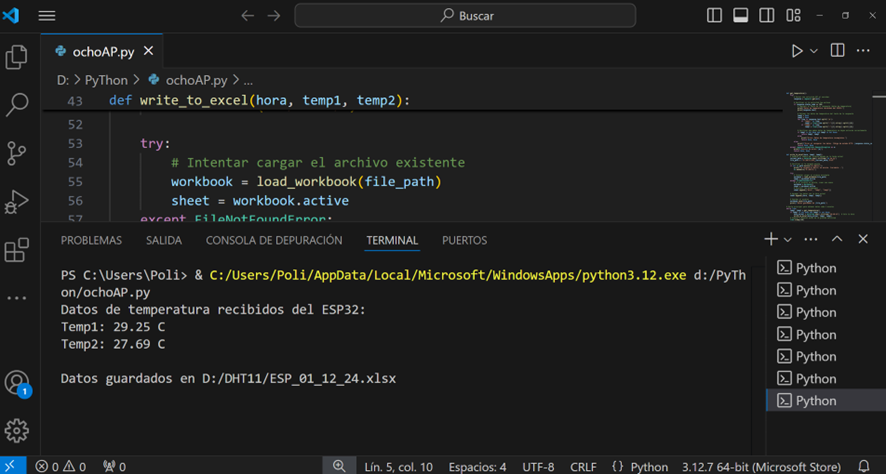 Buscar
ochoAP.py
D: > PyThon > ochoAP.py > ...
43 def write_to_excel(hora, temp1, temp2):
52
53 try:
54 # Intentar cargar el archivo existente
55 workbook = load_workbook(file_path)
56 sheet = workbook.active
57 except FileNotFoundError:
PROBLEMAS SALIDA CONSOLA DE DEPURACIÓN TERMINAL PUERTOS
PS C:\Users\Poli> & C:/Users/Poli/AppData/Local/Microsoft/WindowsApps/python3.12.exe d:/PyTh
on/ochoAP.py
Datos de temperatura recibidos del ESP32:
Temp1: 29.25 C
Temp2: 27.69 C
Datos guardados en D:/DHT11/ESP_01_12_24.xlsx
Python
Python
Python
Python
Python
Python
Python
1
0 0 0 Lín. 5, col. 10 Espacios: 4 UTF-8 CRLF {} Python 3.12.7 64-bit (Microsoft Store)